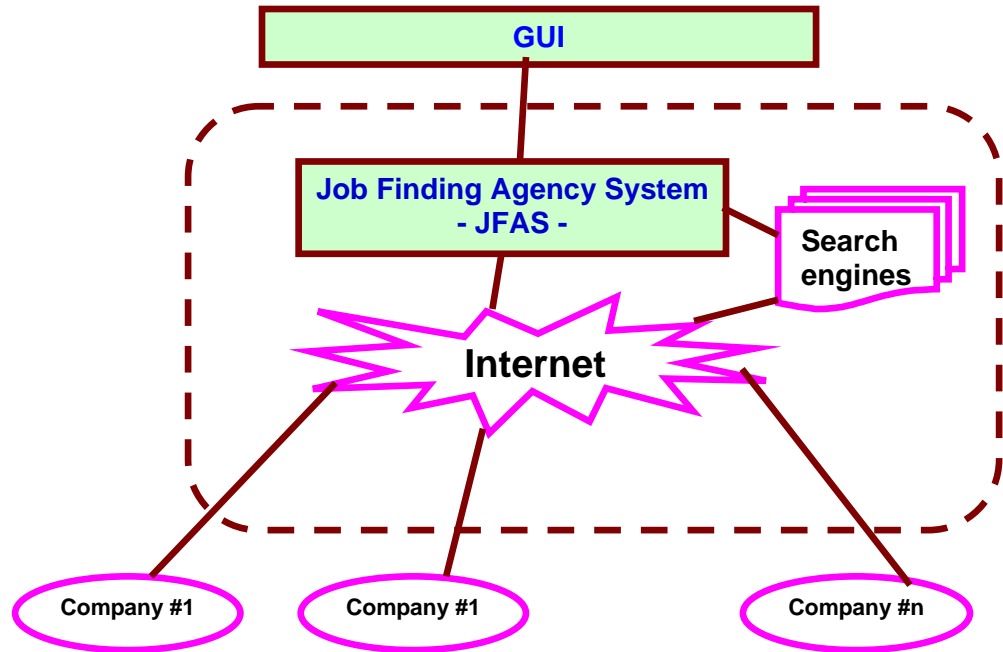 GUI
Job Finding Agency System
- JFAS -
Search
engines
Internet
Company #1
Company #1
Company #n